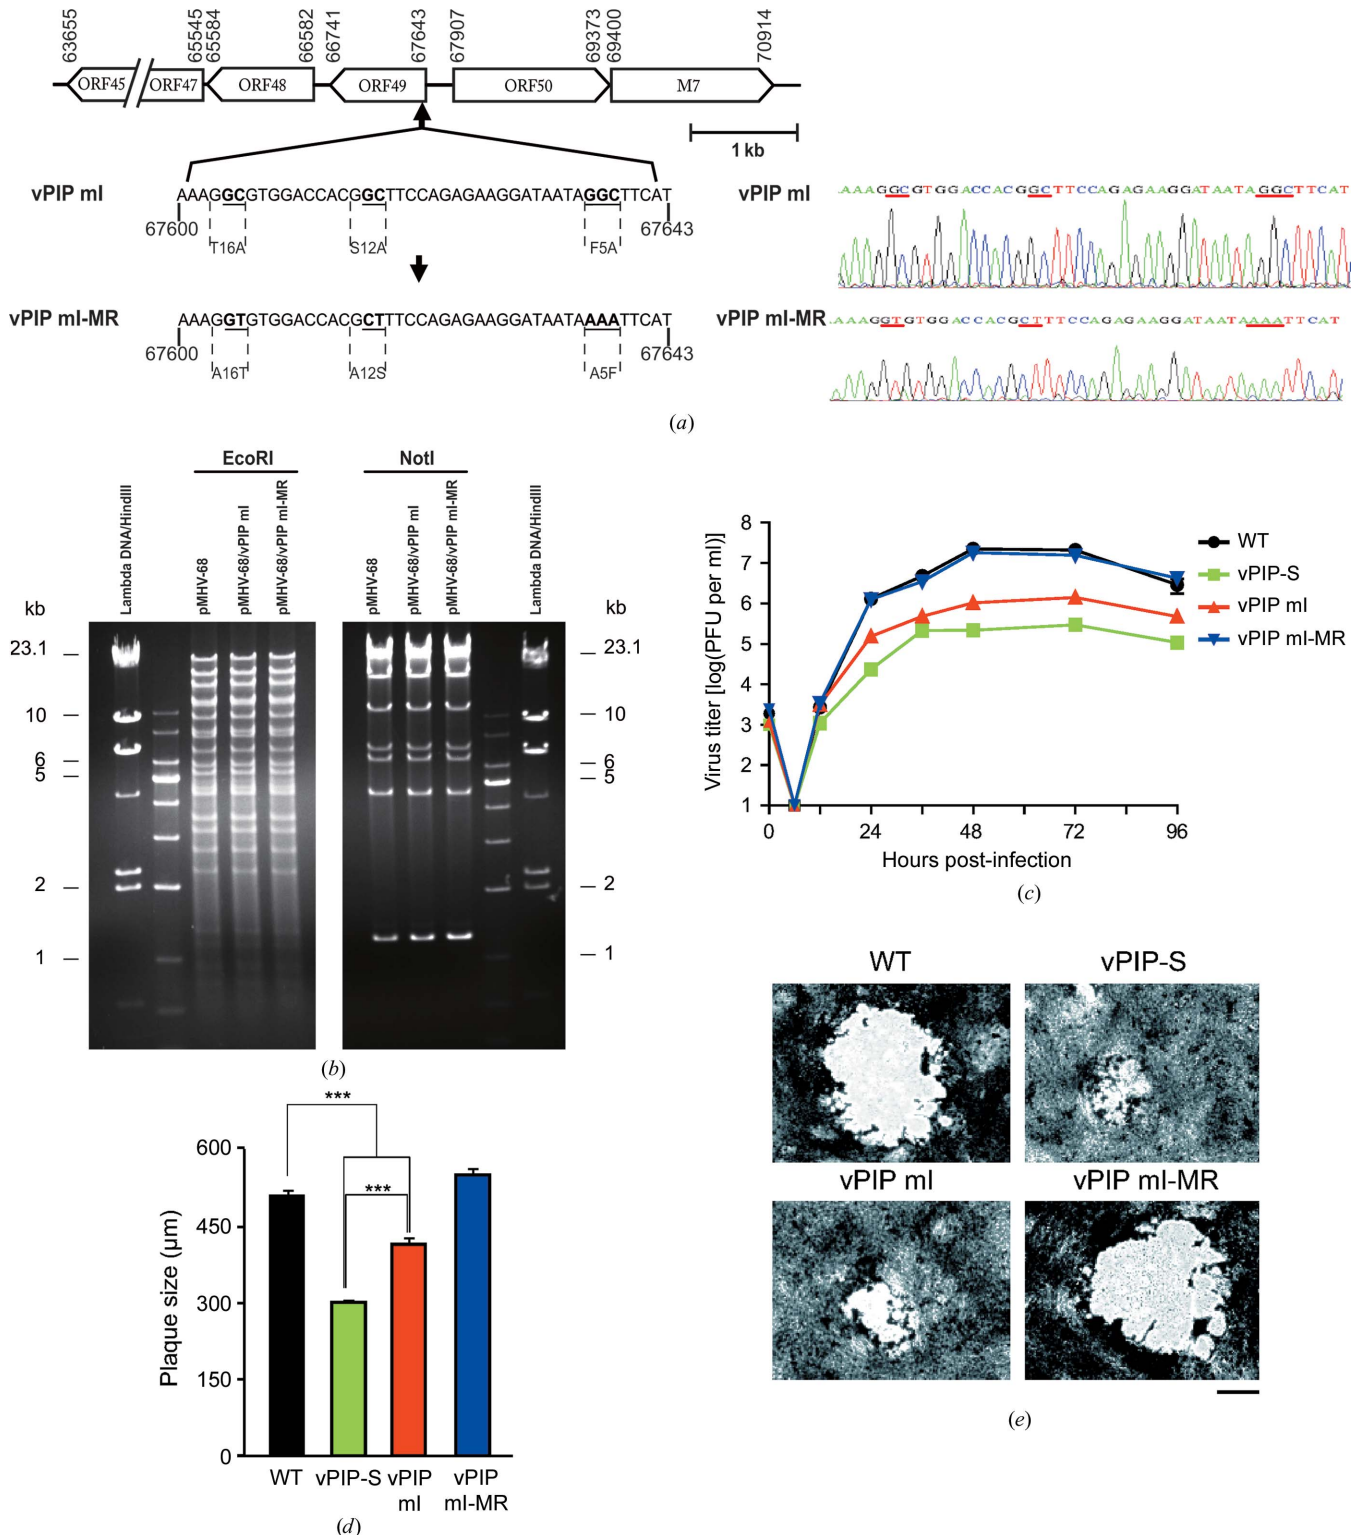 63655 65545 65584 66582 66741 67643 67907 69373 69400 70914
ORF45 ORF47 ORF48 ORF49 ORF50 M7
1 kb
vPIP mI AAAGGCGTGGACCACGGCTTCCAGAGAAGGATAATAGGCTTCAT
67600 67643
T16A S12A F5A
vPIP mI-MR AAAGGTGTGGACCACGCTTTCCAGAGAAGGATAATAAAATTCAT
67600 67643
A16T A12S A5F
vPIP mI AAAGGCGTGGACCACGGCTTCCAGAGAAGGATAATAGGCTTCAT
vPIP mI-MR AAAGGTGTGGACCACGCTTTCCAGAGAAGGATAATAAAATTCAT
(a)
EcoRI NotI
Lambda DNA/HindIII pMHV-68 pMHV-68/vPIP mI pMHV-68/vPIP mI-MR pMHV-68 pMHV-68/vPIP mI pMHV-68/vPIP mI-MR Lambda DNA/HindIII
kb kb
23.1 23.1
10 10
6 6
5 5
2 2
1 1
(b)
Virus titer [log(PFU per ml)]
8
7
6
5
4
3
2
1
0 24 48 72 96
Hours post-infection
WT
vPIP-S
vPIP mI
vPIP mI-MR
(c)
***
***
Plaque size (µm)
600
450
300
150
0
WT vPIP-S vPIP mI vPIP mI-MR
(d)
WT vPIP-S
vPIP mI vPIP mI-MR
(e)